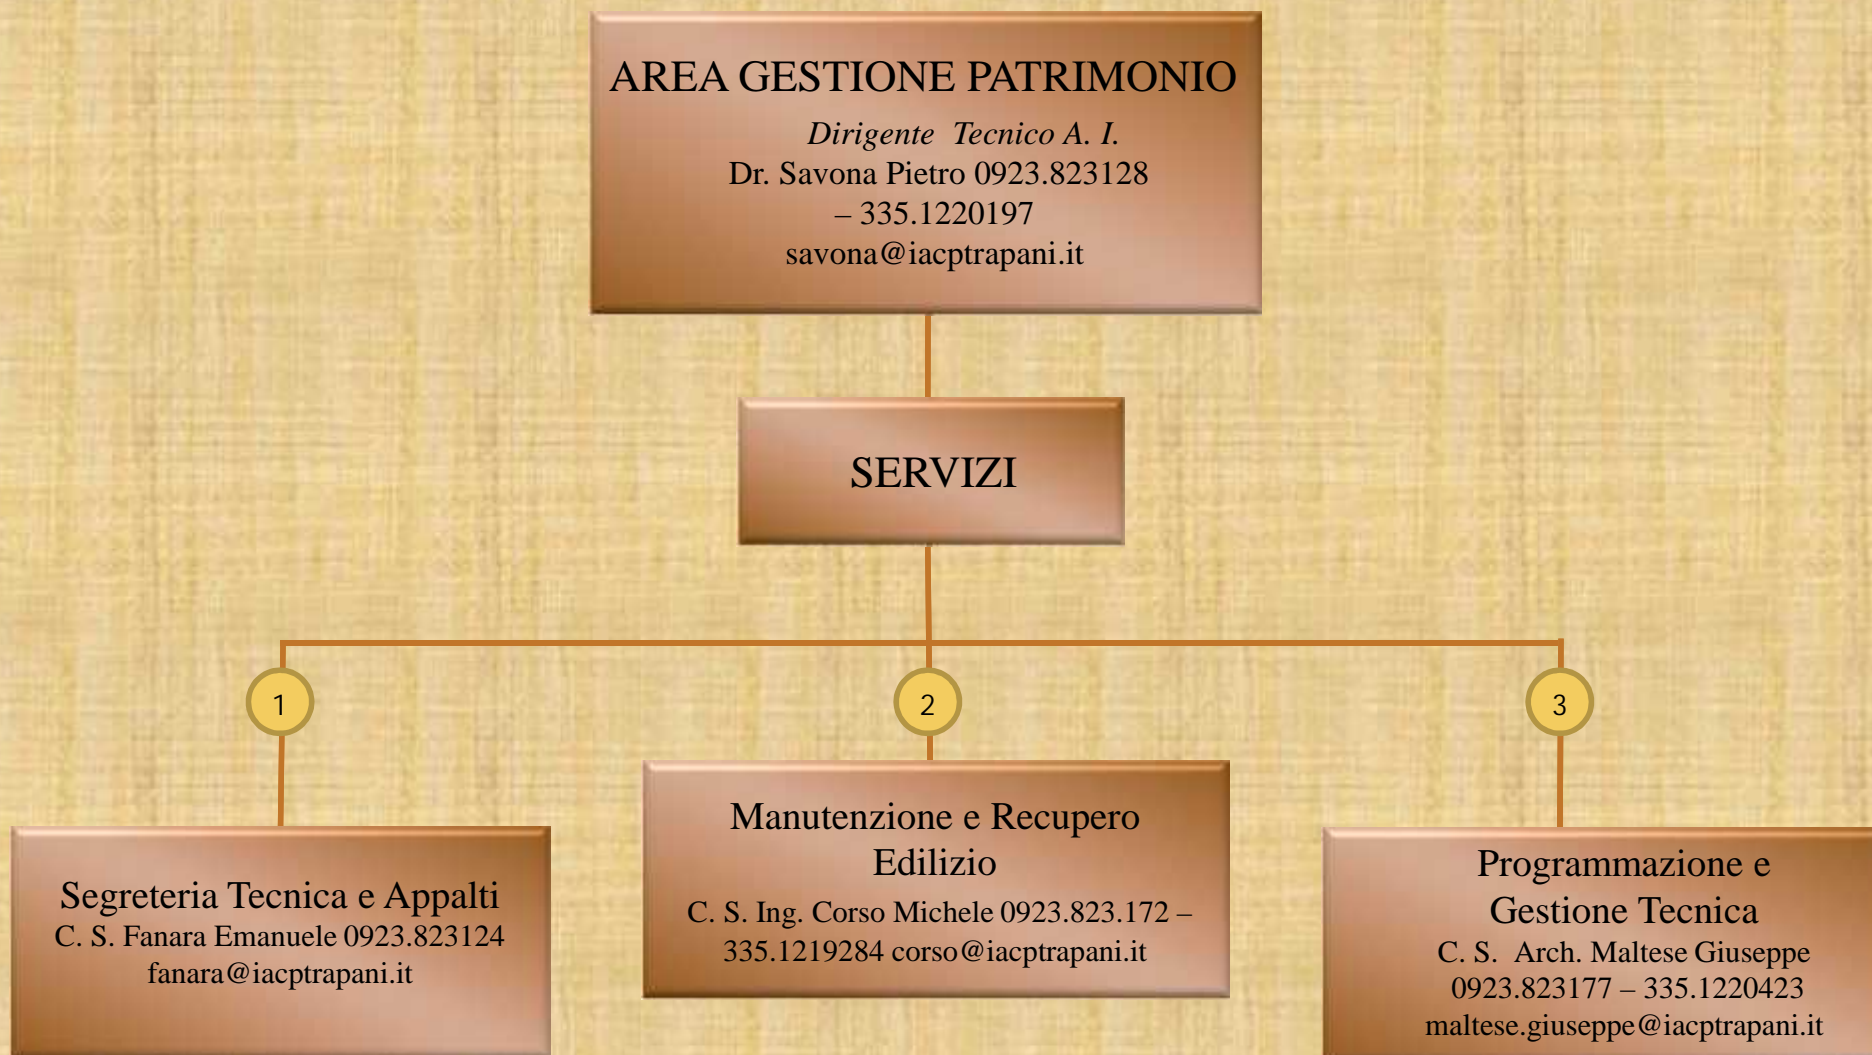 AREA GESTIONE PATRIMONIO
Dirigente Tecnico A. I.
Dr. Savona Pietro 0923.823128
– 335.1220197
savona@iacptrapani.it
SERVIZI
1
2
3
Segreteria Tecnica e Appalti
C. S. Fanara Emanuele 0923.823124
fanara@iacptrapani.it
Manutenzione e Recupero
Edilizio
C. S. Ing. Corso Michele 0923.823.172 –
335.1219284 corso@iacptrapani.it
Programmazione e
Gestione Tecnica
C. S. Arch. Maltese Giuseppe
0923.823177 – 335.1220423
maltese.giuseppe@iacptrapani.it